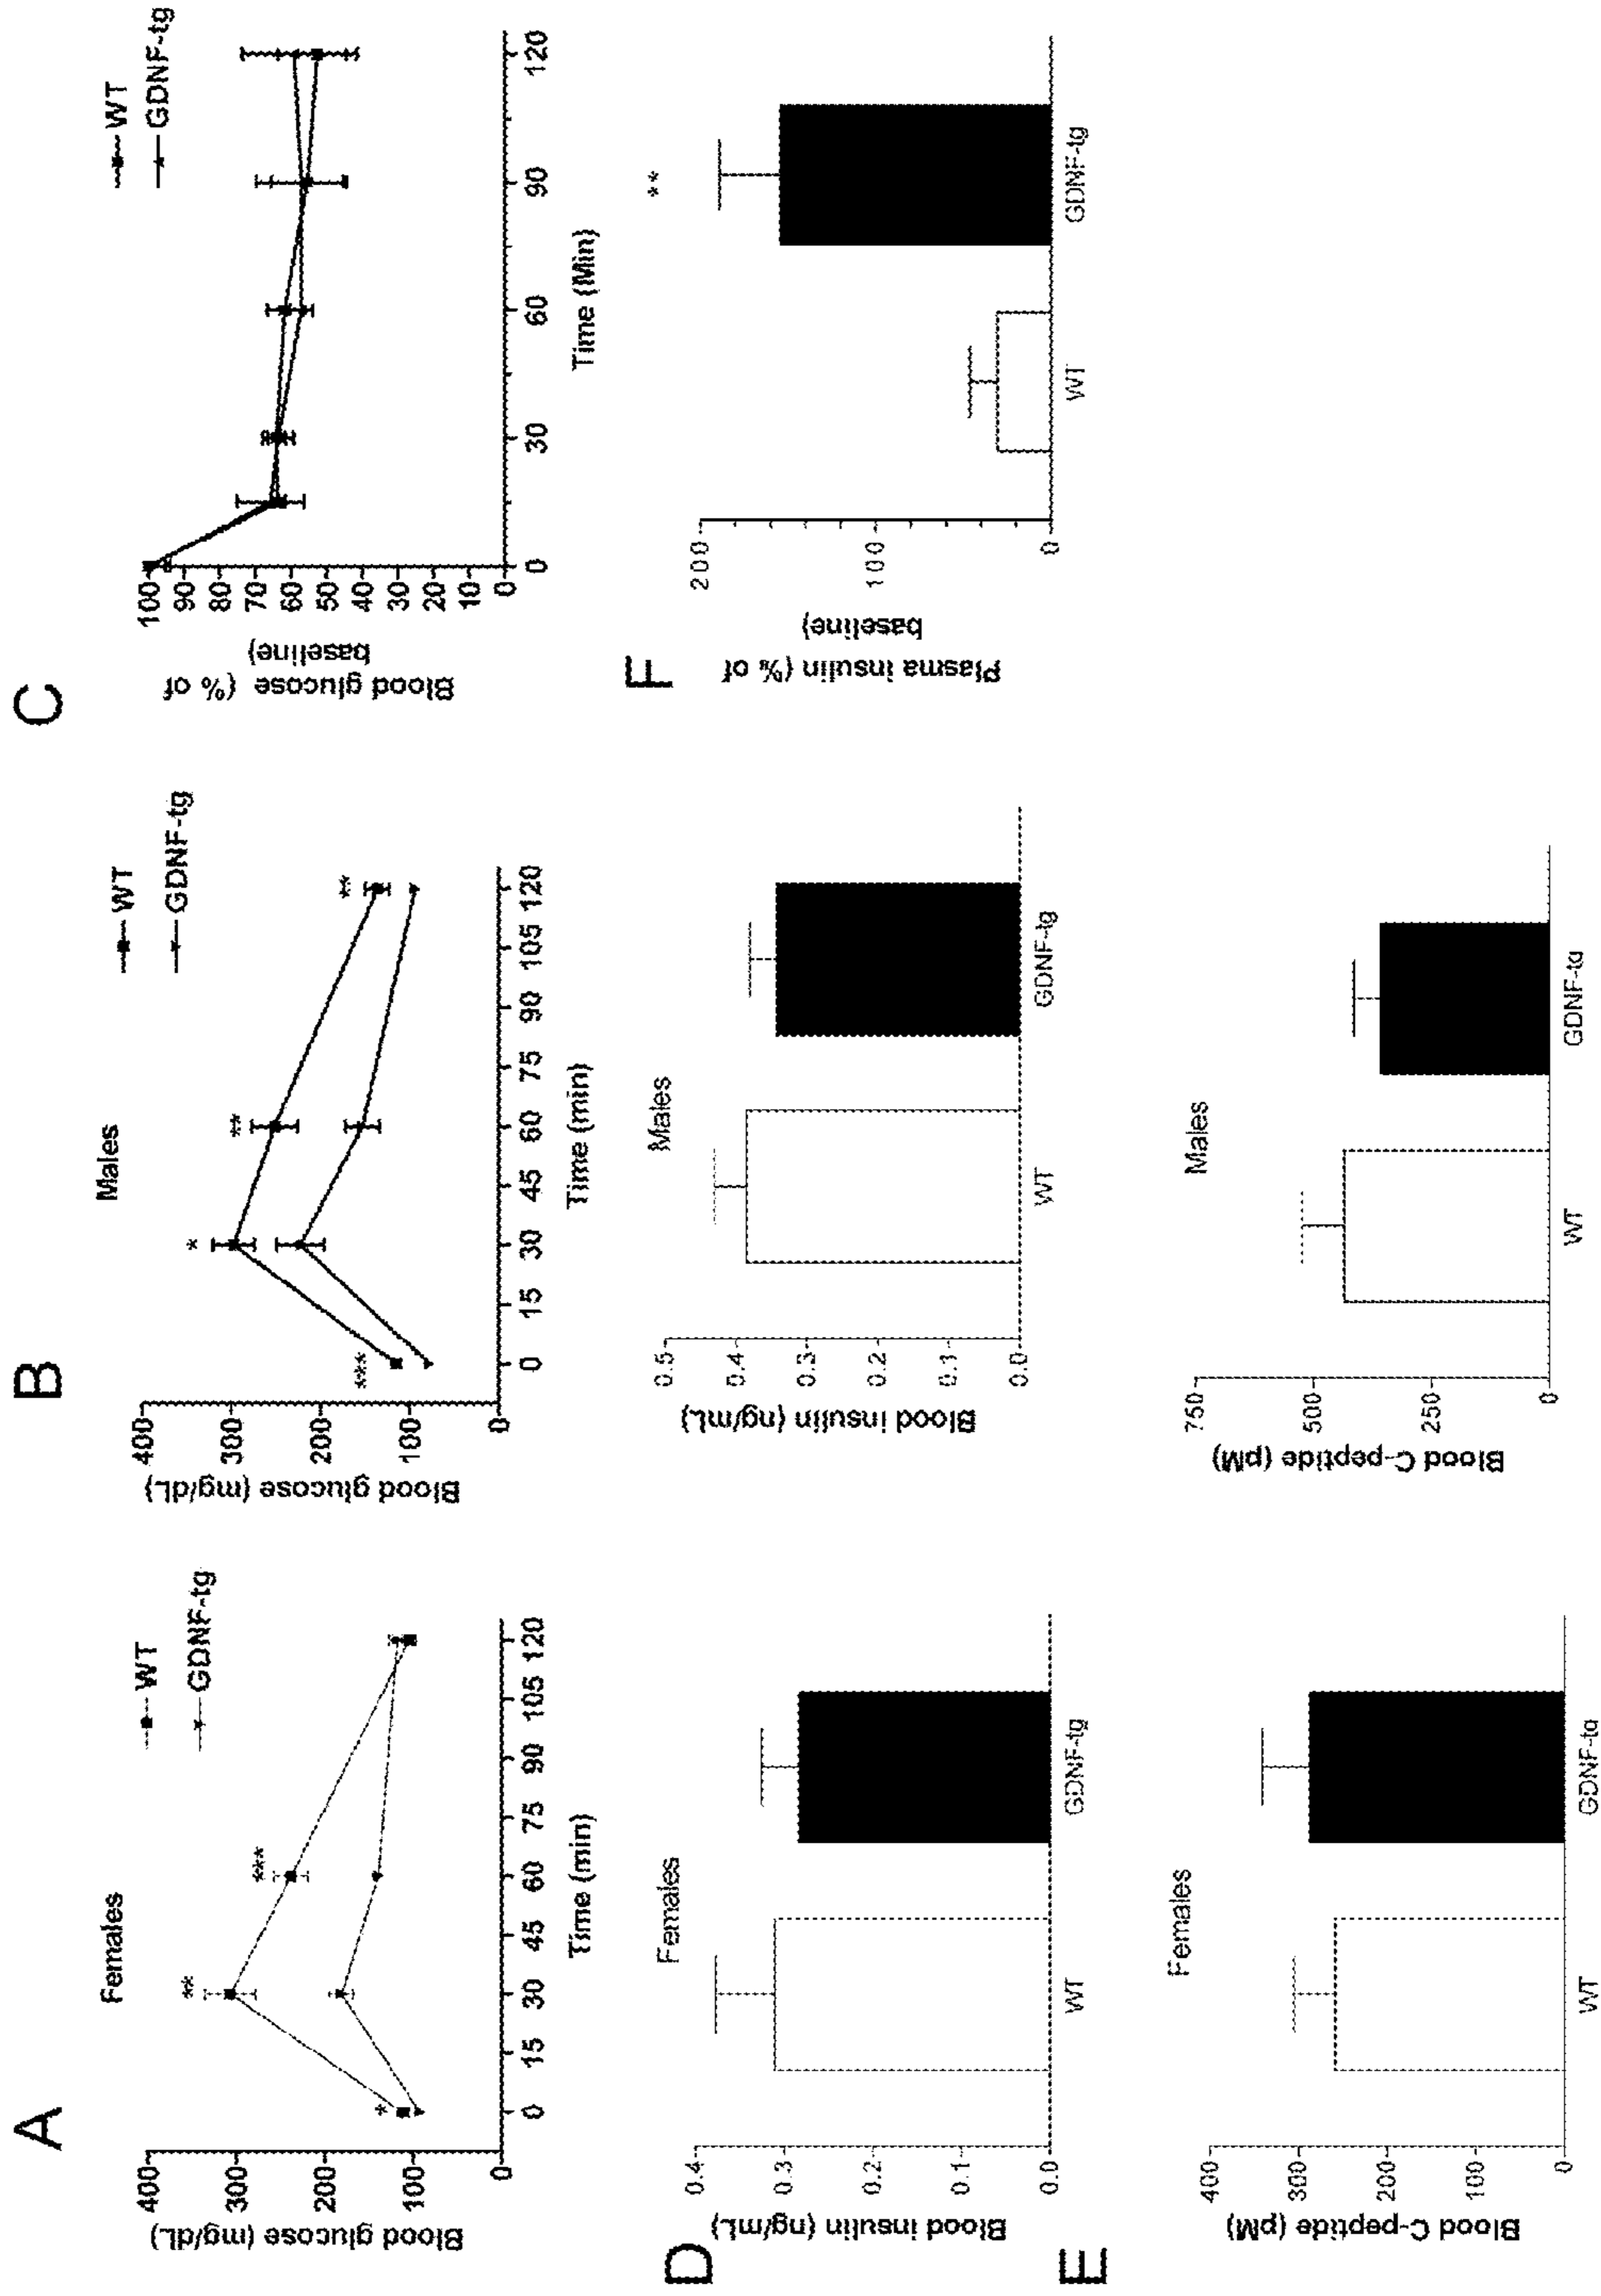 A
Females
WT
GDNF-tg
**
***
*
400
300
200
100
0
Blood glucose (mg/dL)
0 15 30 45 60 75 90 105 120
Time (min)
B
Males
WT
GDNF-tg
***
*
**
**
400
300
200
100
0
Blood glucose (mg/dL)
0 15 30 45 60 75 90 105 120
Time (min)
C
WT
GDNF-tg
100
90
80
70
60
50
40
30
20
10
0
Blood glucose (% of
baseline)
0 30 60 90 120
Time (Min)
D
Females
0.4
0.3
0.2
0.1
0.0
Blood insulin (ng/mL)
WT GDNF-tg
Males
0.5
0.4
0.3
0.2
0.1
0.0
Blood insulin (ng/mL)
WT GDNF-tg
E
Females
400
300
200
100
0
Blood C-peptide (pM)
WT GDNF-tg
Males
750
500
250
0
Blood C-peptide (pM)
WT GDNF-tg
F
**
200
100
0
Plasma insulin (% of
baseline)
WT GDNF-tg